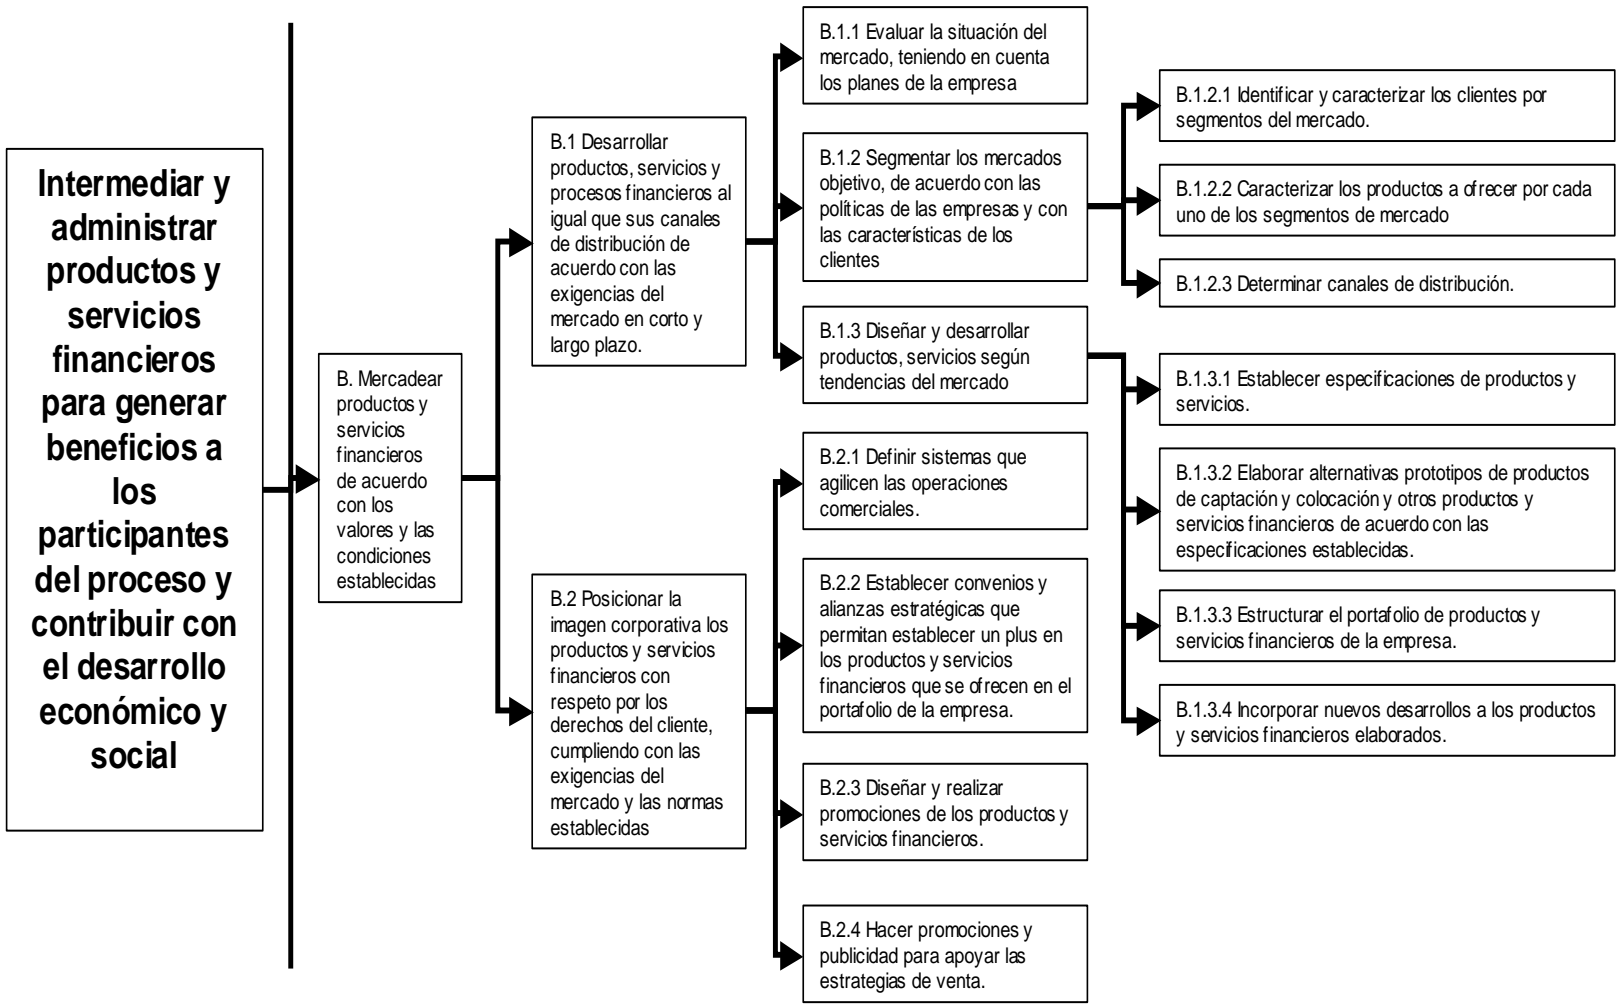 Intermediar y
administrar
productos y
servicios
financieros
para generar
beneficios a
los
participantes
del proceso y
contribuir con
el desarrollo
económico y
social
B. Mercadear
productos y
servicios
financieros
de acuerdo
con los
valores y las
condiciones
establecidas
B.1 Desarrollar
productos, servicios y
procesos financieros al
igual que sus canales
de distribución de
acuerdo con las
exigencias del
mercado en corto y
largo plazo.
B.2 Posicionar la
imagen corporativa los
productos y servicios
financieros con
respeto por los
derechos del cliente,
cumpliendo con las
exigencias del
mercado y las normas
establecidas
B.1.1 Evaluar la situación del
mercado, teniendo en cuenta
los planes de la empresa
B.1.2 Segmentar los mercados
objetivo, de acuerdo con las
políticas de las empresas y con
las características de los
clientes
B.1.3 Diseñar y desarrollar
productos, servicios según
tendencias del mercado
B.2.1 Definir sistemas que
agilicen las operaciones
comerciales.
B.2.2 Establecer convenios y
alianzas estratégicas que
permitan establecer un plus en
los productos y servicios
financieros que se ofrecen en el
portafolio de la empresa.
B.2.3 Diseñar y realizar
promociones de los productos y
servicios financieros.
B.2.4 Hacer promociones y
publicidad para apoyar las
estrategias de venta.
B.1.2.1 Identificar y caracterizar los clientes por
segmentos del mercado.
B.1.2.2 Caracterizar los productos a ofrecer por cada
uno de los segmentos de mercado
B.1.2.3 Determinar canales de distribución.
B.1.3.1 Establecer especificaciones de productos y
servicios.
B.1.3.2 Elaborar alternativas prototipos de productos
de captación y colocación y otros productos y
servicios financieros de acuerdo con las
especificaciones establecidas.
B.1.3.3 Estructurar el portafolio de productos y
servicios financieros de la empresa.
B.1.3.4 Incorporar nuevos desarrollos a los productos
y servicios financieros elaborados.